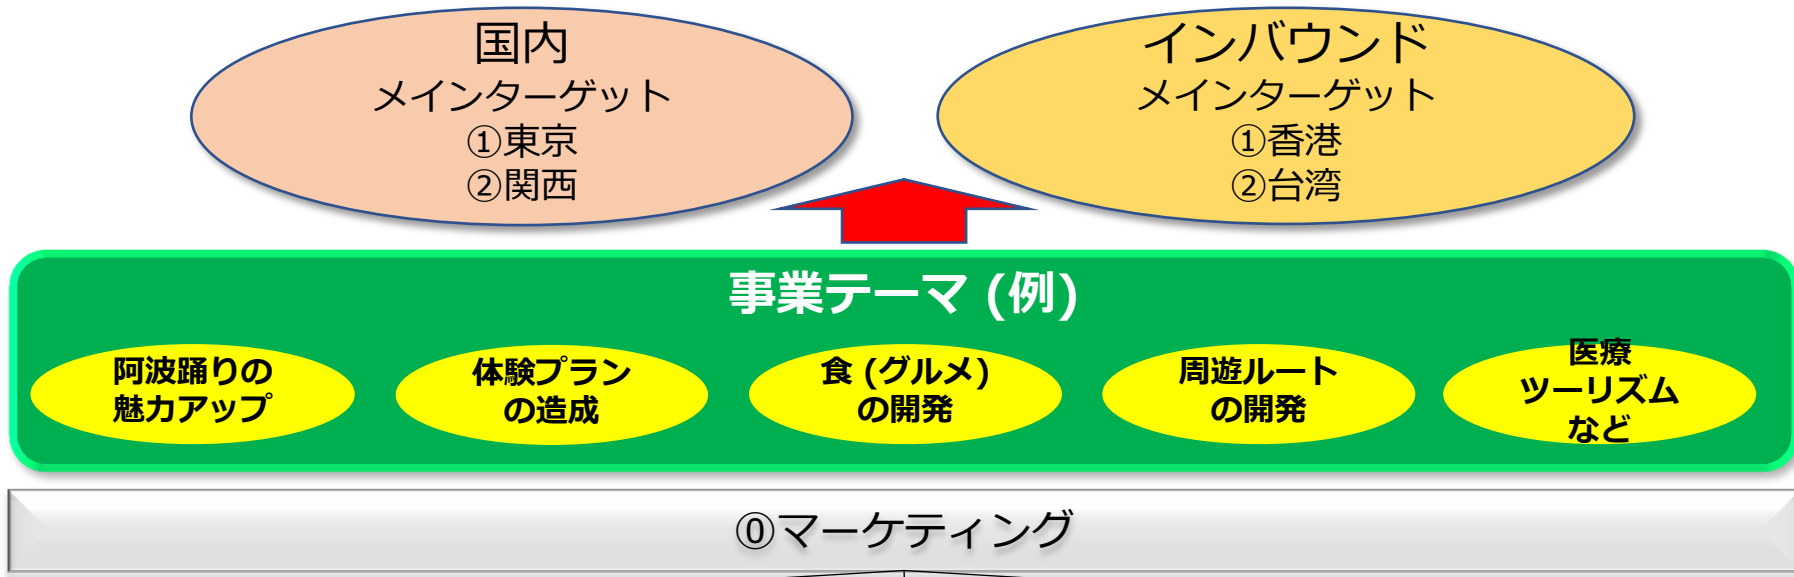 国内
メインターゲット
①東京
②関西
インバウンド
メインターゲット
①香港
②台湾
事業テーマ (例)
阿波踊りの
魅力アップ
体験プラン
の造成
食 (グルメ)
の開発
周遊ルート
の開発
医療
ツーリズム
など
⓪マーケティング